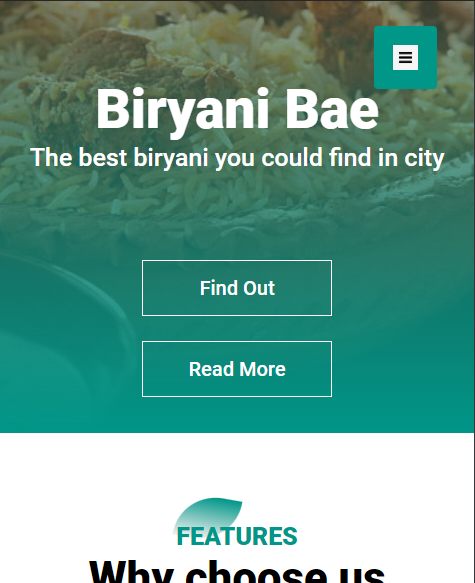 Biryani Bae
The best biryani you could find in city
Find Out
Read More
FEATURES
Why choose us